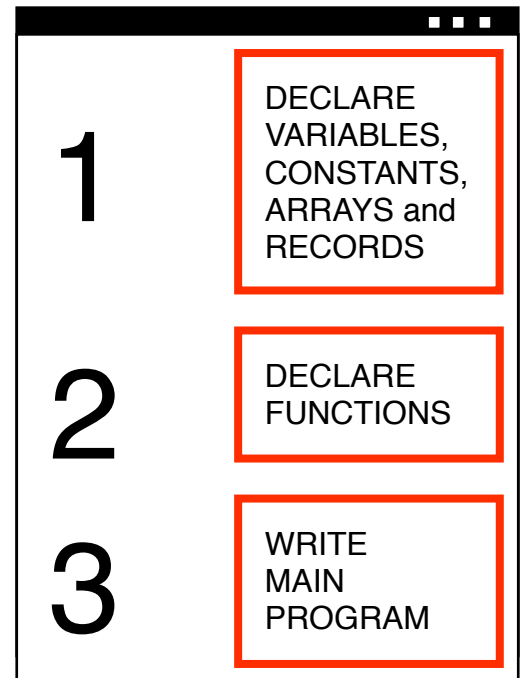 1
DECLARE
VARIABLES,
CONSTANTS,
ARRAYS and
RECORDS
2
DECLARE
FUNCTIONS
3
WRITE
MAIN
PROGRAM